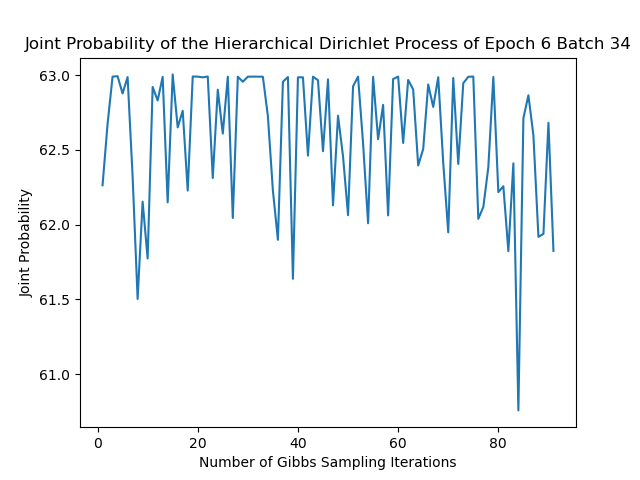 Joint Probability of the Hierarchical Dirichlet Process of Epoch 6 Batch 34
63.0
62.5
62.0
61.5
61.0
Joint Probability
0 20 40 60 80
Number of Gibbs Sampling Iterations